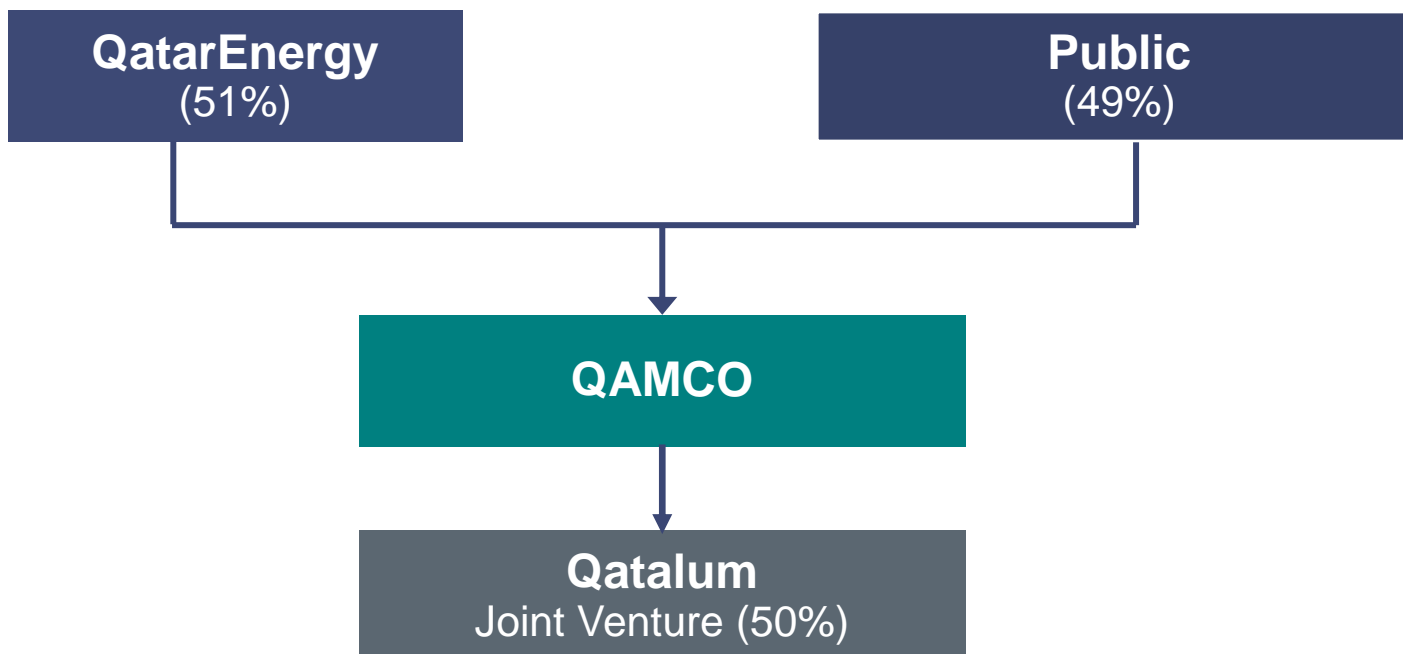 QatarEnergy
(51%)
Public
(49%)
QAMCO
Qatalum
Joint Venture (50%)